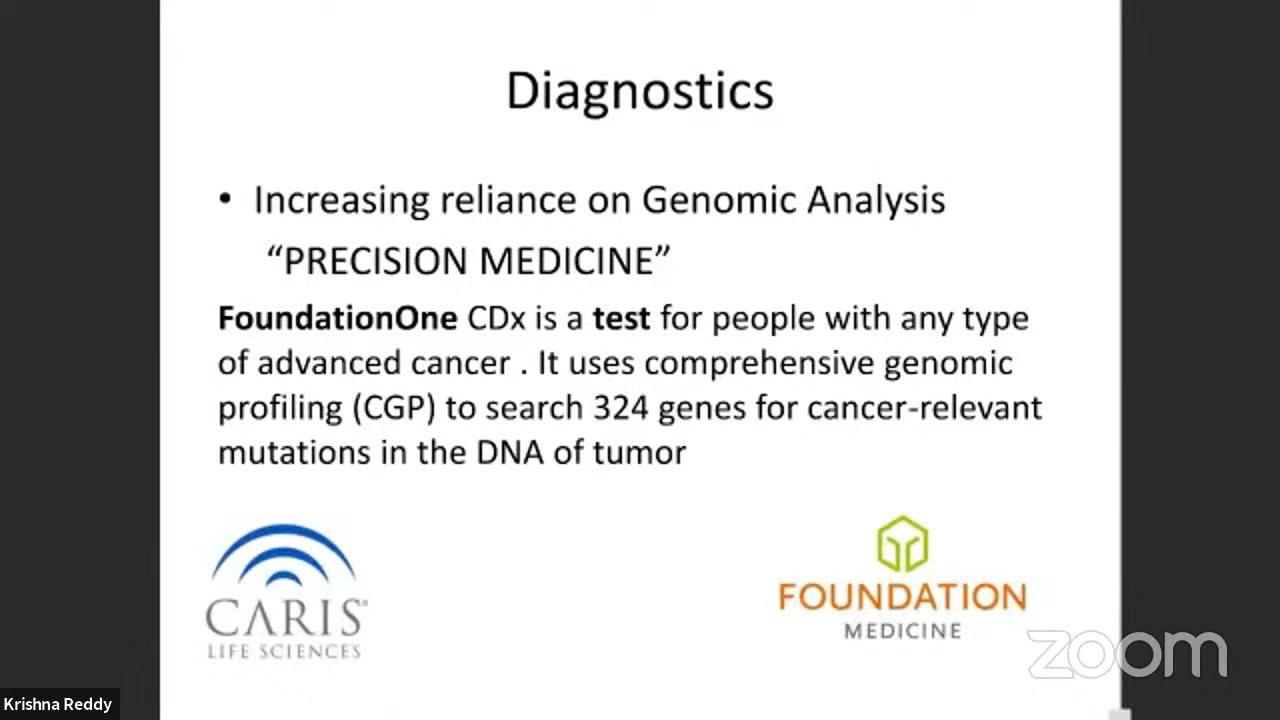 Diagnostics
• Increasing reliance on Genomic Analysis
“PRECISION MEDICINE”
FoundationOne CDx is a test for people with any type
of advanced cancer . It uses comprehensive genomic
profiling (CGP) to search 324 genes for cancer-relevant
mutations in the DNA of tumor
CARIS®
LIFE SCIENCES
FOUNDATION
MEDICINE
zoom
Krishna Reddy